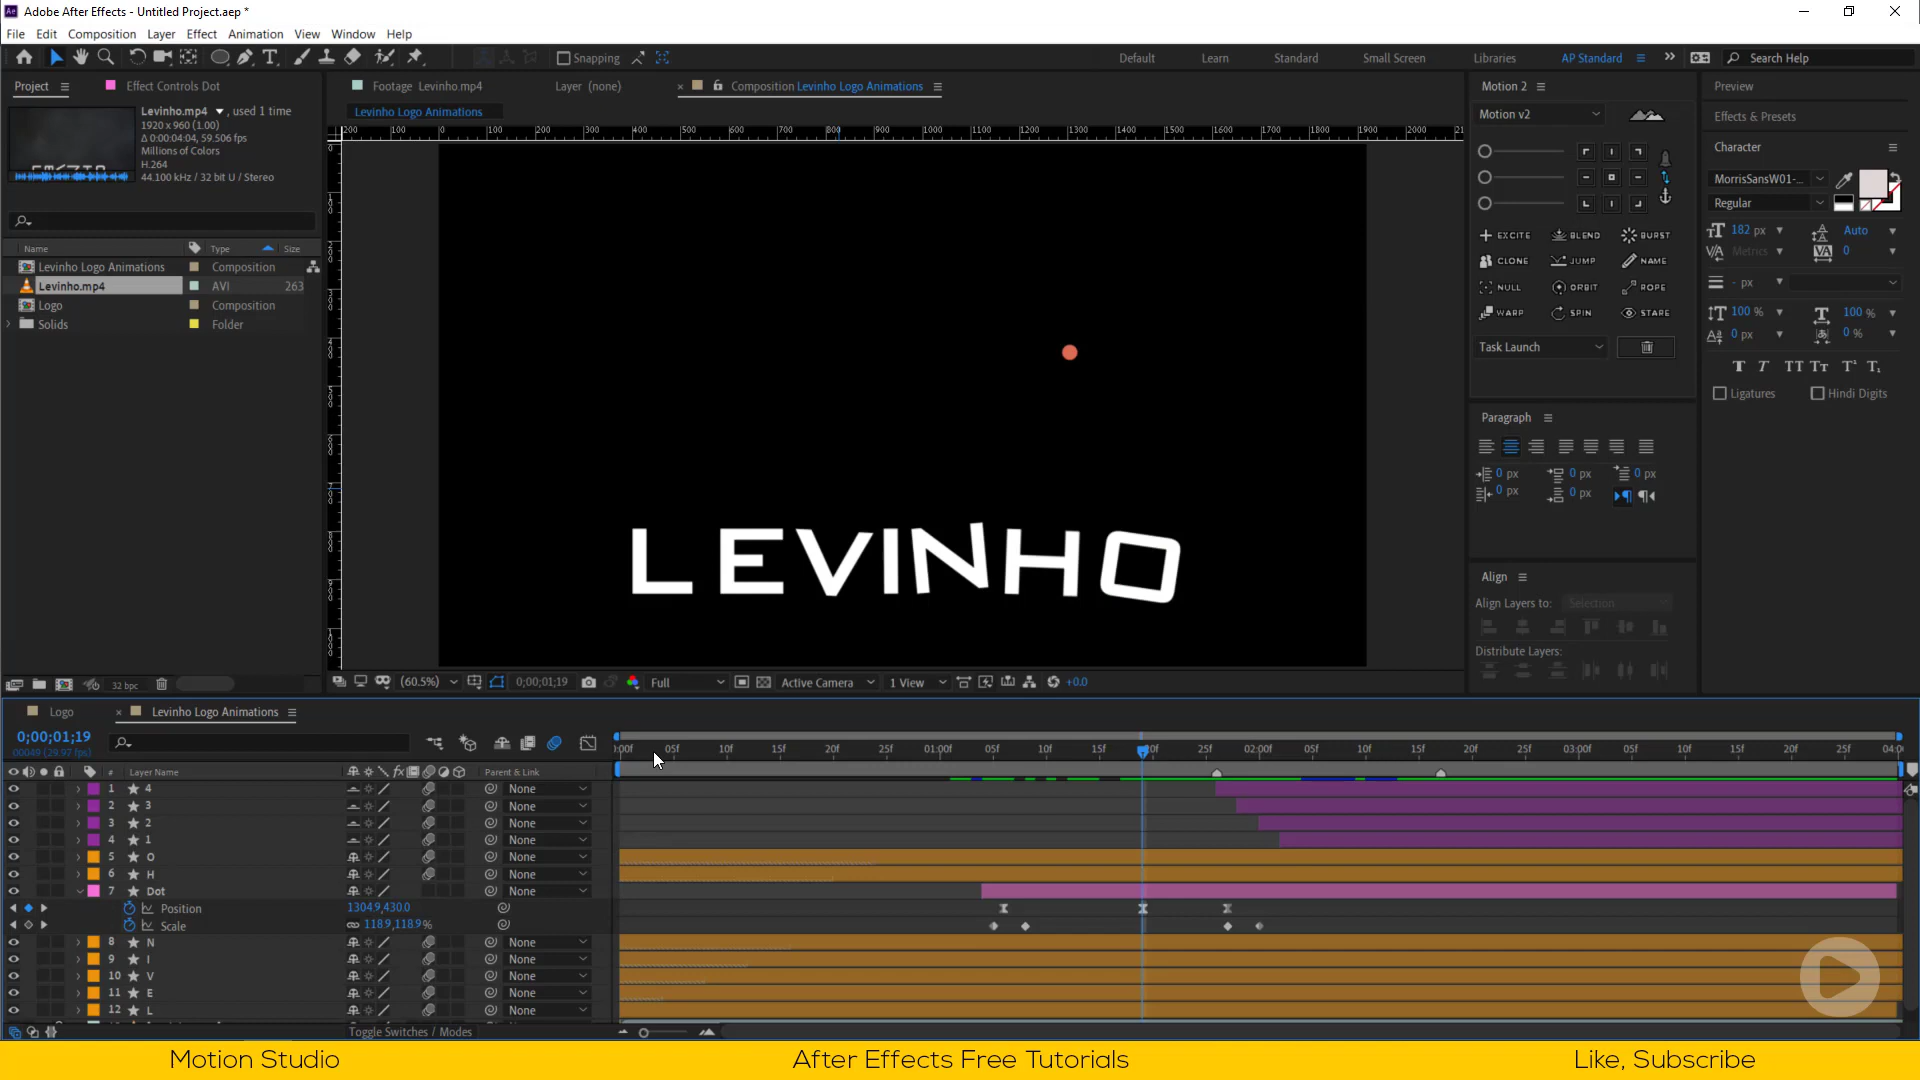 Adobe After Effects - Untitled Project.aep *
File Edit Composition Layer Effect Animation View Window Help
Snapping
Default Learn Standard Small Screen Libraries AP Standard Search Help
Project Effect Controls Dot
Footage Levinho.mp4 Layer (none) Composition Levinho Logo Animations
Levinho Logo Animations
Levinho.mp4 , used 1 time
1920 x 960 (1.00)
Δ 0:00:04:04, 59.506 fps
Millions of Colors
H.264
44.100 kHz / 32 bit U / Stereo
Name Type Size
Levinho Logo Animations Composition
Levinho.mp4 AVI 263
Logo Composition
Solids Folder
32 bpc
LEVINHO
(60.5%) 0;00;01;19 Full Active Camera 1 View +0.0
Motion 2
Motion v2
EXCITE BLEND BURST
CLONE JUMP NAME
NULL ORBIT ROPE
WARP SPIN STARE
Task Launch
Paragraph
0 px 0 px 0 px
0 px 0 px
Align
Align Layers to: Selection
Distribute Layers:
Preview
Effects & Presets
Character
MorrisSansW01-...
Regular
182 px Auto
Metrics 0
- px
100 % 100 %
0 px 0 %
Ligatures Hindi Digits
Logo Levinho Logo Animations
0;00;01;19
00049 (29.97 fps)
:00f 05f 10f 15f 20f 25f 01:00f 05f 10f 15f 20f 25f 02:00f 05f 10f 15f 20f 25f 03:00f 05f 10f 15f 20f 25f 04:0
# Layer Name Parent & Link
1 4 None
2 3 None
3 2 None
4 1 None
5 O None
6 H None
7 Dot None
Position 1304.9,430.0
Scale 118.9,118.9%
8 N None
9 I None
10 V None
11 E None
12 L None
Toggle Switches / Modes
Motion Studio After Effects Free Tutorials Like, Subscribe